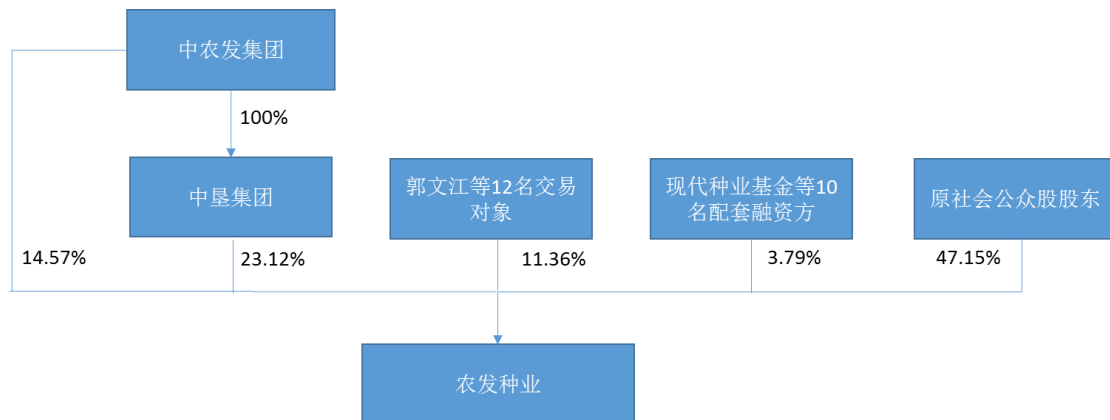 中农发集团
100%
中垦集团
郭文江等12名交易
对象
现代种业基金等10
名配套融资方
原社会公众股股东
14.57%
23.12%
11.36%
3.79%
47.15%
农发种业